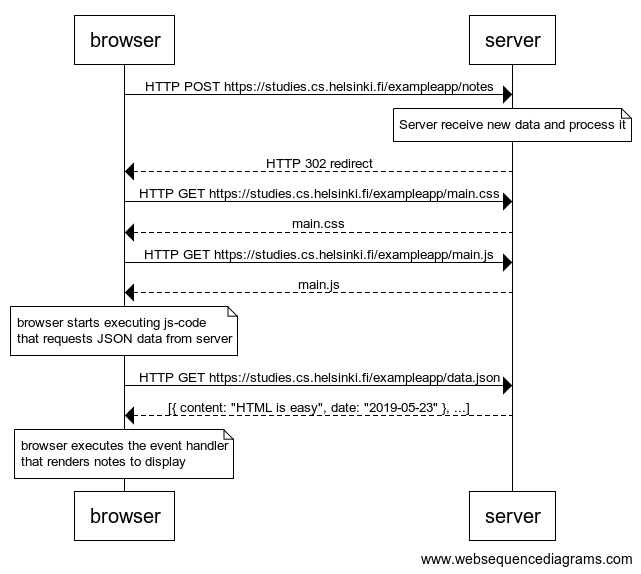 browser
server
HTTP POST https://studies.cs.helsinki.fi/exampleapp/notes
Server receive new data and process it
HTTP 302 redirect
HTTP GET https://studies.cs.helsinki.fi/exampleapp/main.css
main.css
HTTP GET https://studies.cs.helsinki.fi/exampleapp/main.js
main.js
browser starts executing js-code
that requests JSON data from server
HTTP GET https://studies.cs.helsinki.fi/exampleapp/data.json
[{ content: "HTML is easy", date: "2019-05-23" }, ...]
browser executes the event handler
that renders notes to display
browser
server
www.websequencediagrams.com